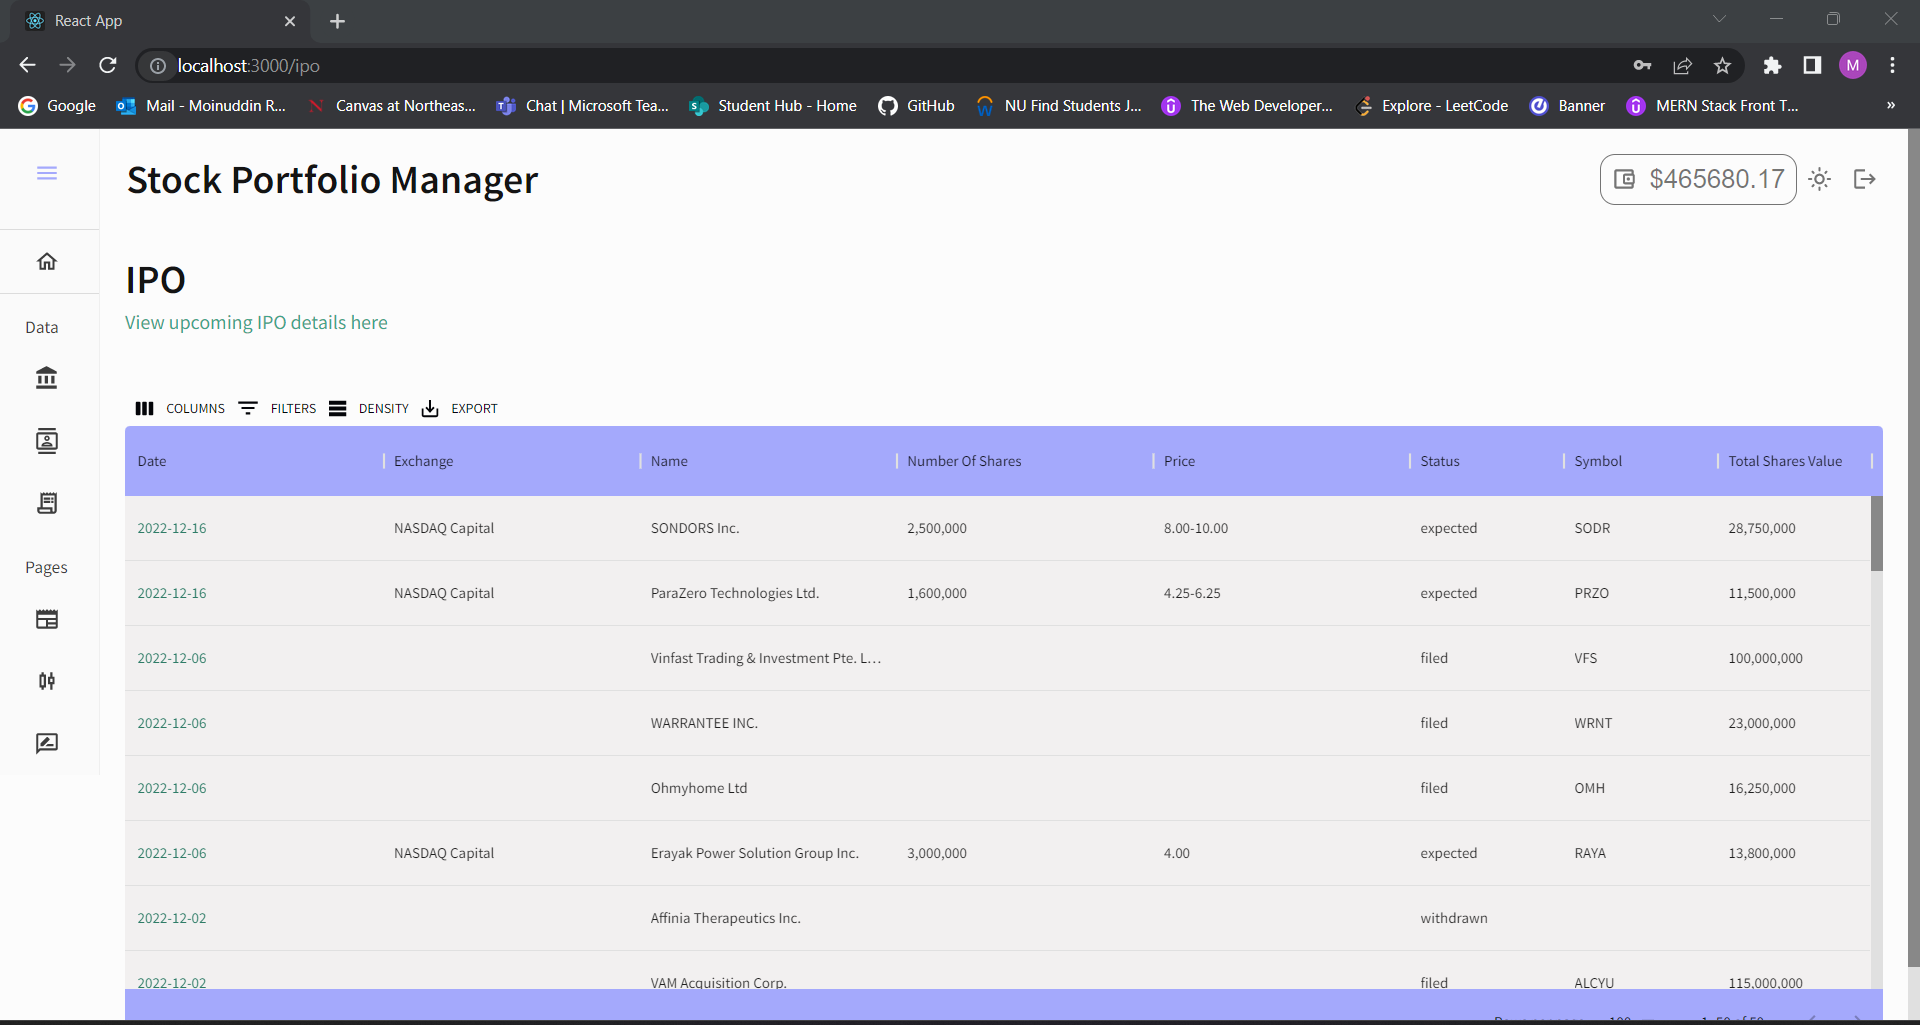 React App
localhost:3000/ipo
M
Google Mail - Moinuddin R... Canvas at Northeas... Chat | Microsoft Tea... Student Hub - Home GitHub NU Find Students J... The Web Developer... Explore - LeetCode Banner MERN Stack Front T... »
Stock Portfolio Manager
$465680.17
IPO
View upcoming IPO details here
Data
Pages
COLUMNS FILTERS DENSITY EXPORT
Date Exchange Name Number Of Shares Price Status Symbol Total Shares Value
2022-12-16 NASDAQ Capital SONDORS Inc. 2,500,000 8.00-10.00 expected SODR 28,750,000
2022-12-16 NASDAQ Capital ParaZero Technologies Ltd. 1,600,000 4.25-6.25 expected PRZO 11,500,000
2022-12-06 Vinfast Trading & Investment Pte. L... filed VFS 100,000,000
2022-12-06 WARRANTEE INC. filed WRNT 23,000,000
2022-12-06 Ohmyhome Ltd filed OMH 16,250,000
2022-12-06 NASDAQ Capital Erayak Power Solution Group Inc. 3,000,000 4.00 expected RAYA 13,800,000
2022-12-02 Affinia Therapeutics Inc. withdrawn
2022-12-02 VAM Acquisition Corp. filed ALCYU 115,000,000